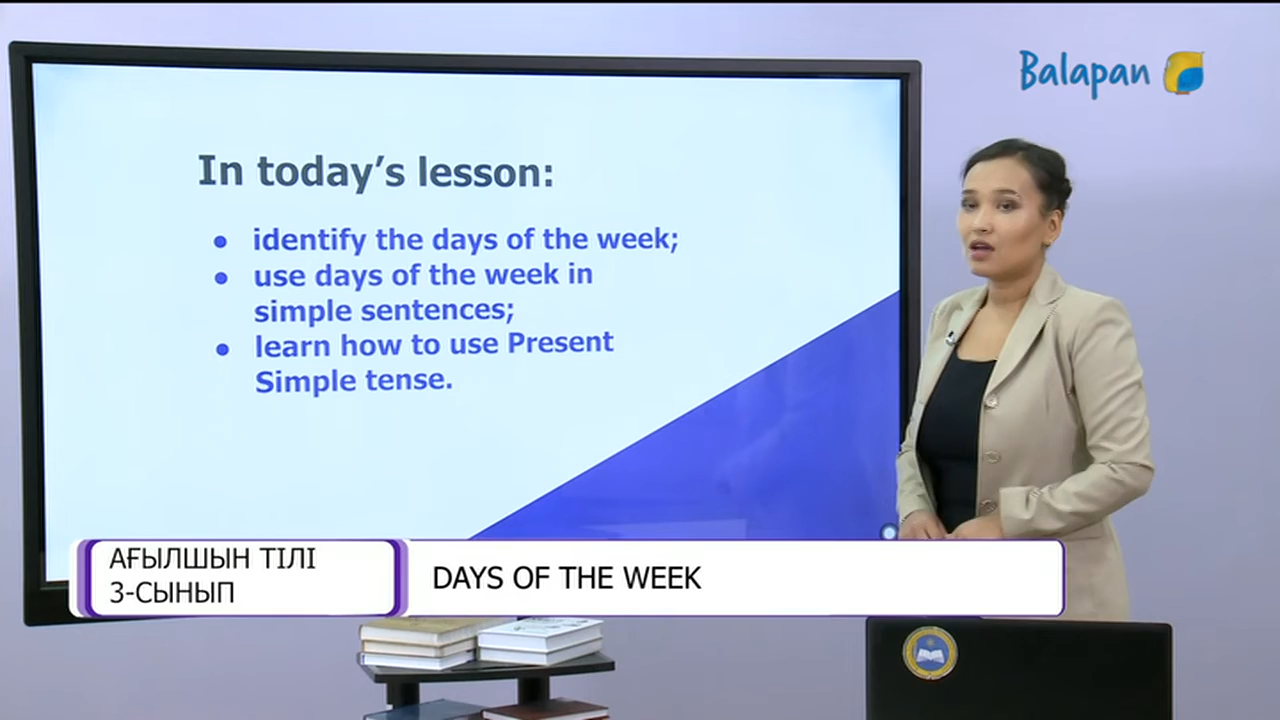 Balapan
In today's lesson:
● identify the days of the week;
● use days of the week in
simple sentences;
● learn how to use Present
Simple tense.
АҒЫЛШЫН ТІЛІ
3-СЫНЫП
DAYS OF THE WEEK